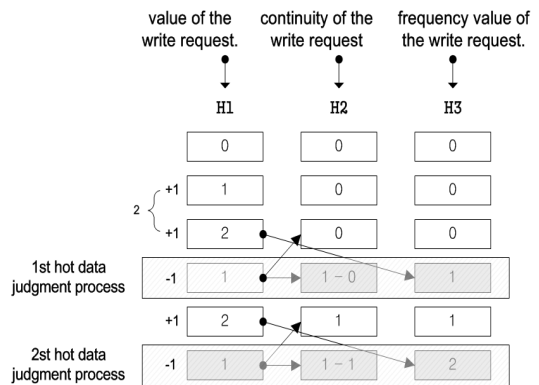 value of the
write request.
continuity of the
write request
frequency value of
the write request.
H1 H2 H3
0 0 0
+1 1 0 0
2
+1 2 0 0
1st hot data
judgment process
-1 1 1 - 0 1
+1 2 1 1
2st hot data
judgment process
-1 1 1 - 1 2